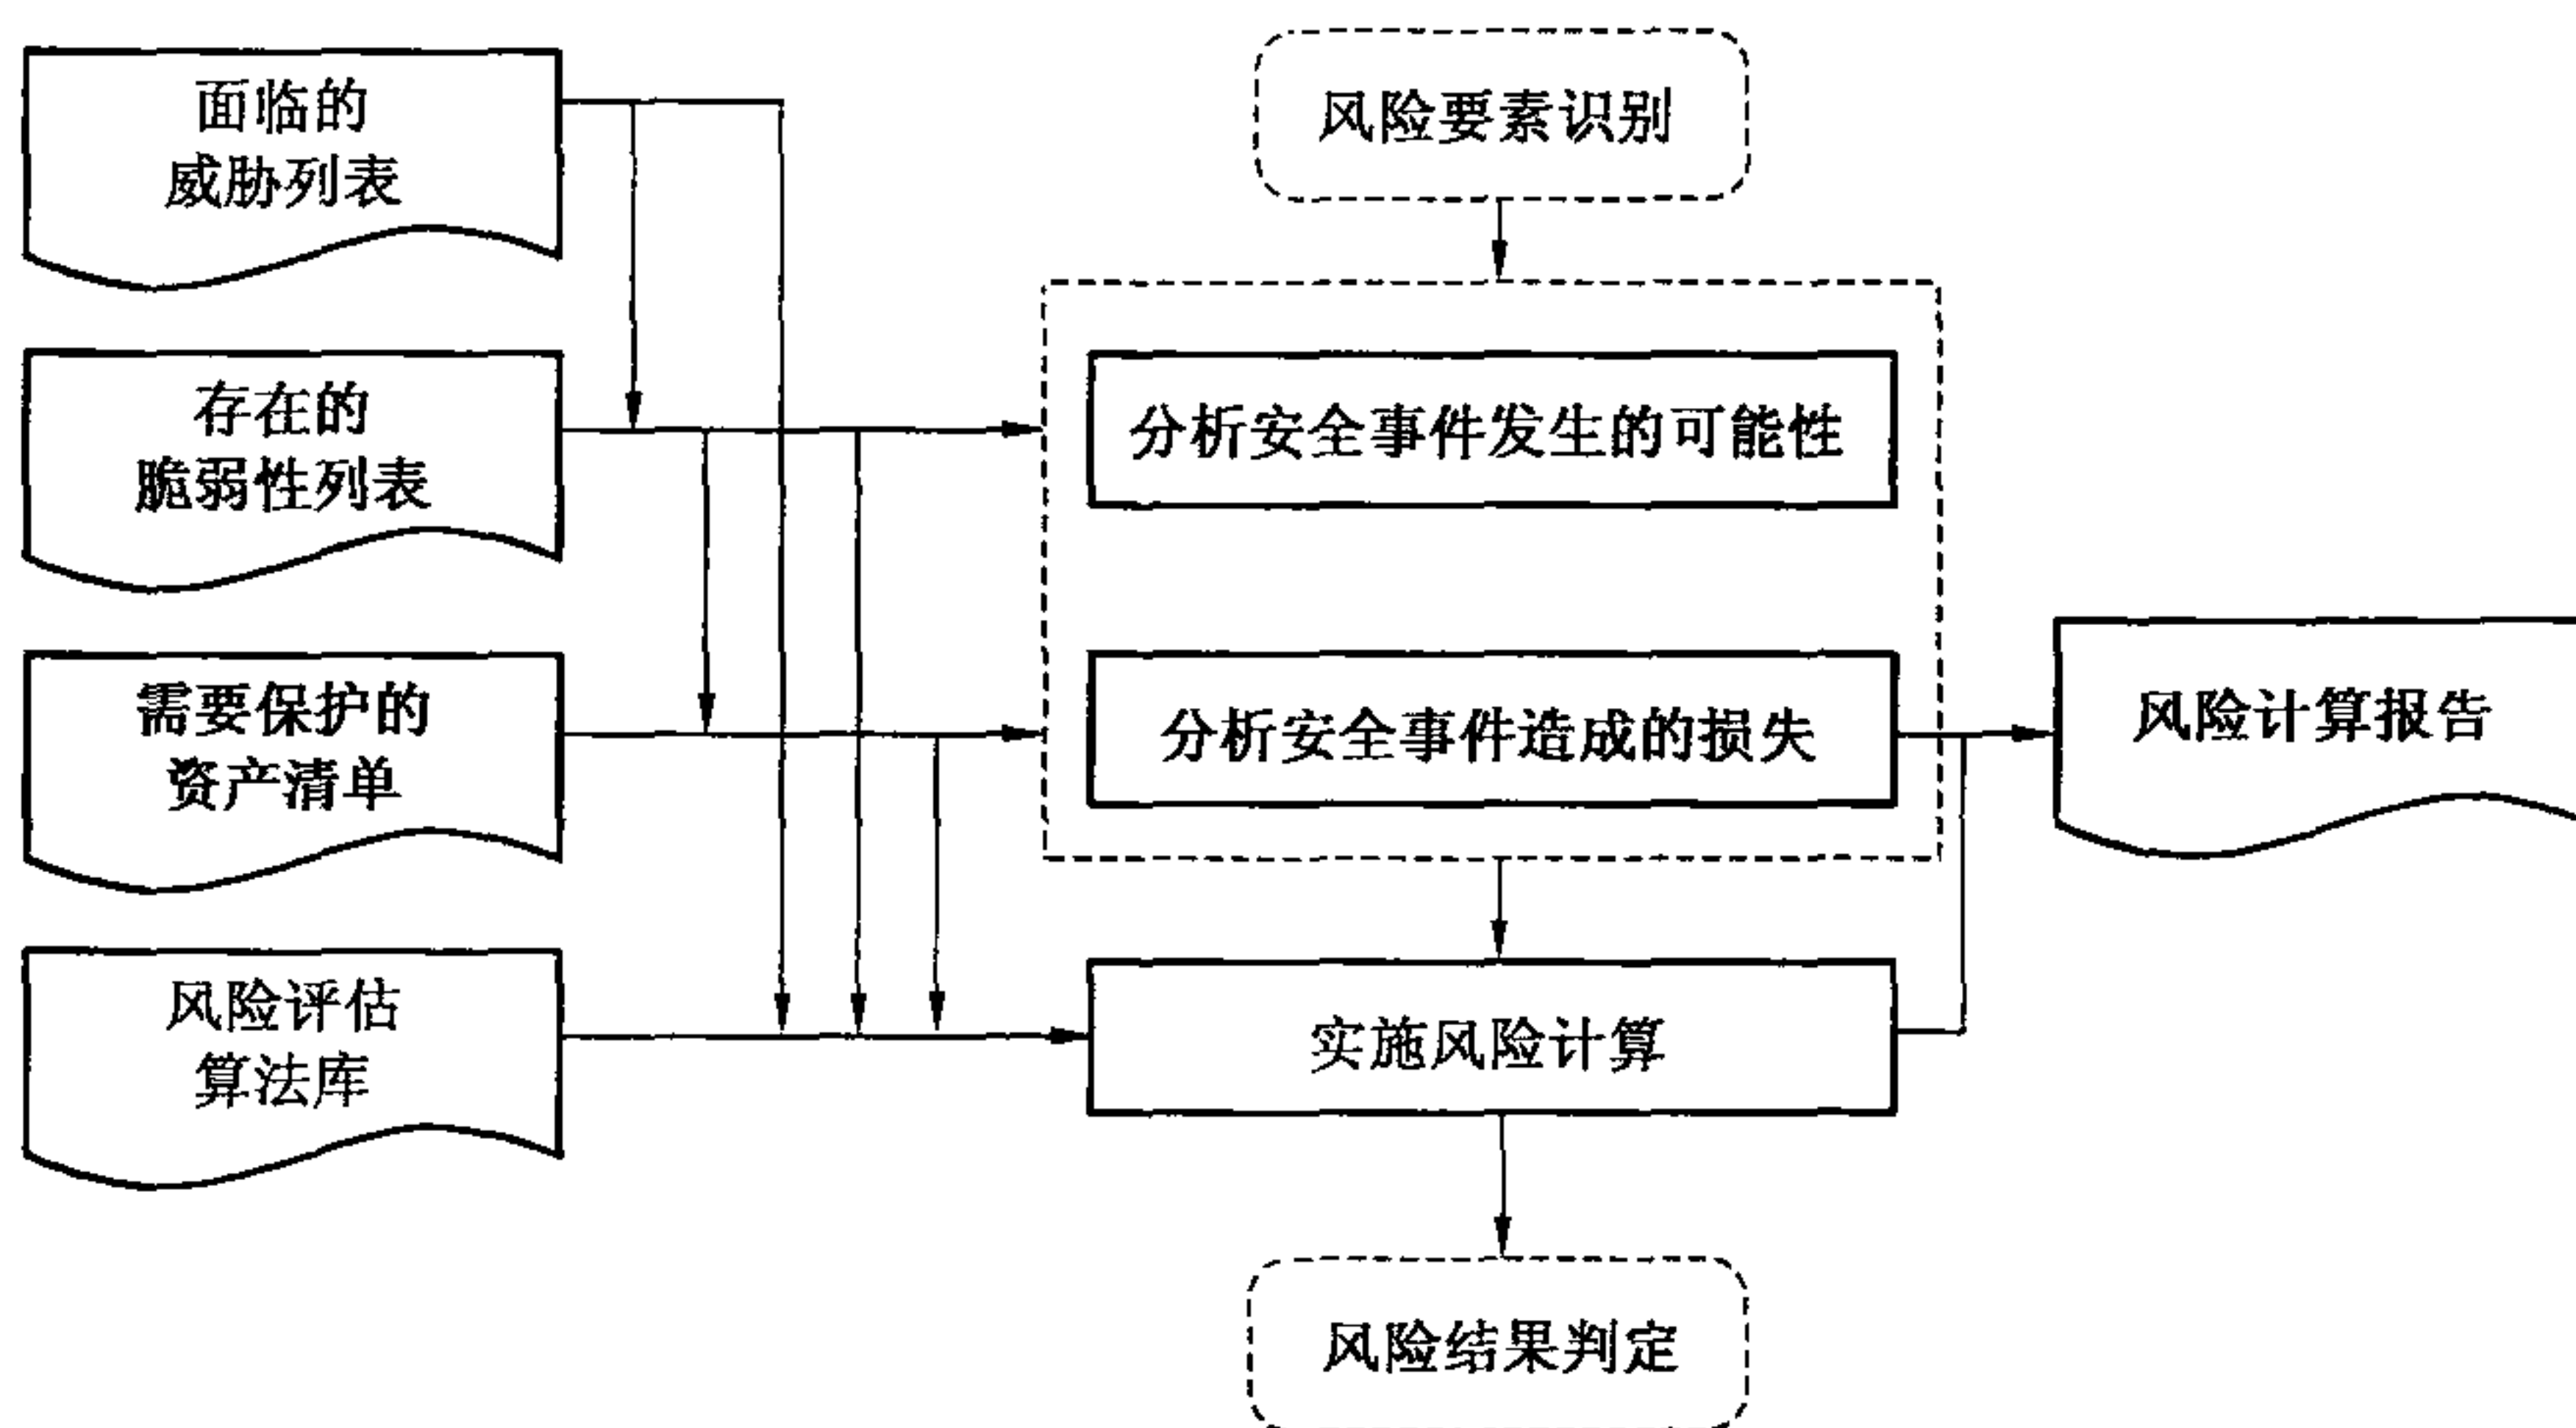 面临的
威胁列表
存在的
脆弱性列表
需要保护的
资产清单
风险评估
算法库
风险要素识别
分析安全事件发生的可能性
分析安全事件造成的损失
实施风险计算
风险结果判定
风险计算报告